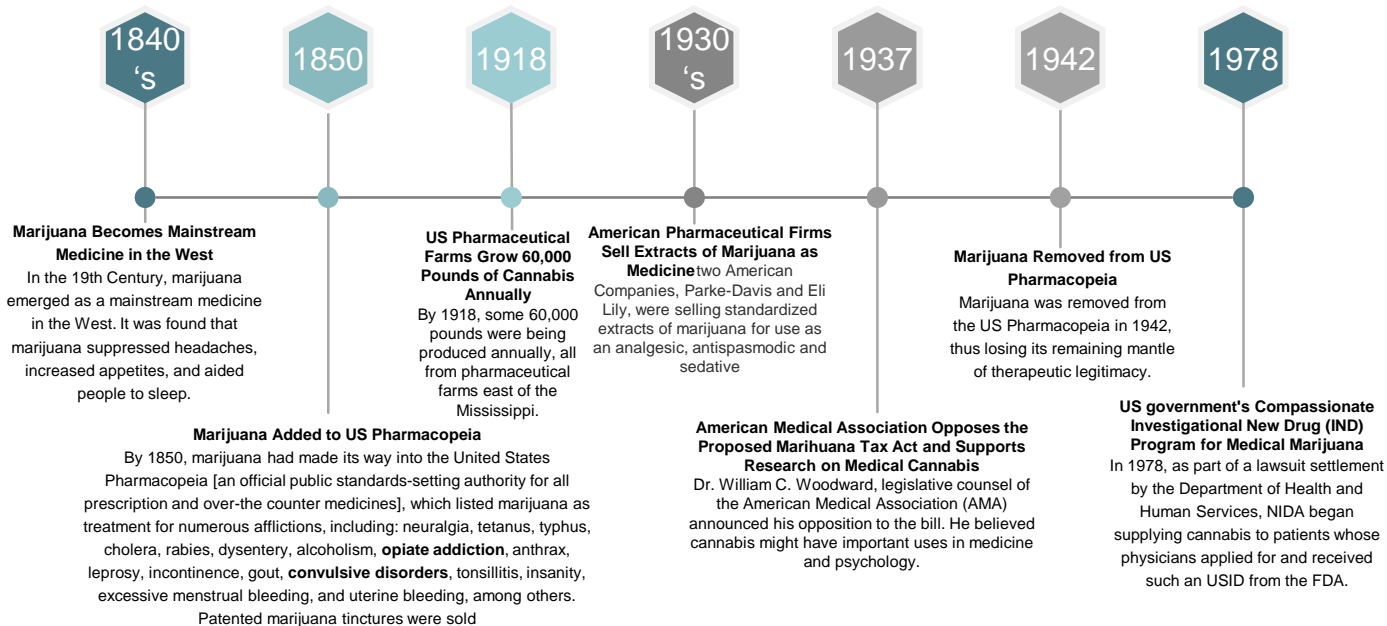 1840
‘s
1850
1918
1930
‘s
1937
1942
1978
Marijuana Becomes Mainstream
Medicine in the West
In the 19th Century, marijuana
emerged as a mainstream medicine
in the West. It was found that
marijuana suppressed headaches,
increased appetites, and aided
people to sleep.
Marijuana Added to US Pharmacopeia
By 1850, marijuana had made its way into the United States
Pharmacopeia [an official public standards-setting authority for all
prescription and over-the counter medicines], which listed marijuana as
treatment for numerous afflictions, including: neuralgia, tetanus, typhus,
cholera, rabies, dysentery, alcoholism, opiate addiction, anthrax,
leprosy, incontinence, gout, convulsive disorders, tonsillitis, insanity,
excessive menstrual bleeding, and uterine bleeding, among others.
Patented marijuana tinctures were sold
US Pharmaceutical
Farms Grow 60,000
Pounds of Cannabis
Annually
By 1918, some 60,000
pounds were being
produced annually, all
from pharmaceutical
farms east of the
Mississippi.
American Pharmaceutical Firms
Sell Extracts of Marijuana as
Medicinetwo American
Companies, Parke-Davis and Eli
Lily, were selling standardized
extracts of marijuana for use as
an analgesic, antispasmodic and
sedative
American Medical Association Opposes the
Proposed Marihuana Tax Act and Supports
Research on Medical Cannabis
Dr. William C. Woodward, legislative counsel of
the American Medical Association (AMA)
announced his opposition to the bill. He believed
cannabis might have important uses in medicine
and psychology.
Marijuana Removed from US
Pharmacopeia
Marijuana was removed from
the US Pharmacopeia in 1942,
thus losing its remaining mantle
of therapeutic legitimacy.
US government's Compassionate
Investigational New Drug (IND)
Program for Medical Marijuana
In 1978, as part of a lawsuit settlement
by the Department of Health and
Human Services, NIDA began
supplying cannabis to patients whose
physicians applied for and received
such an USID from the FDA.